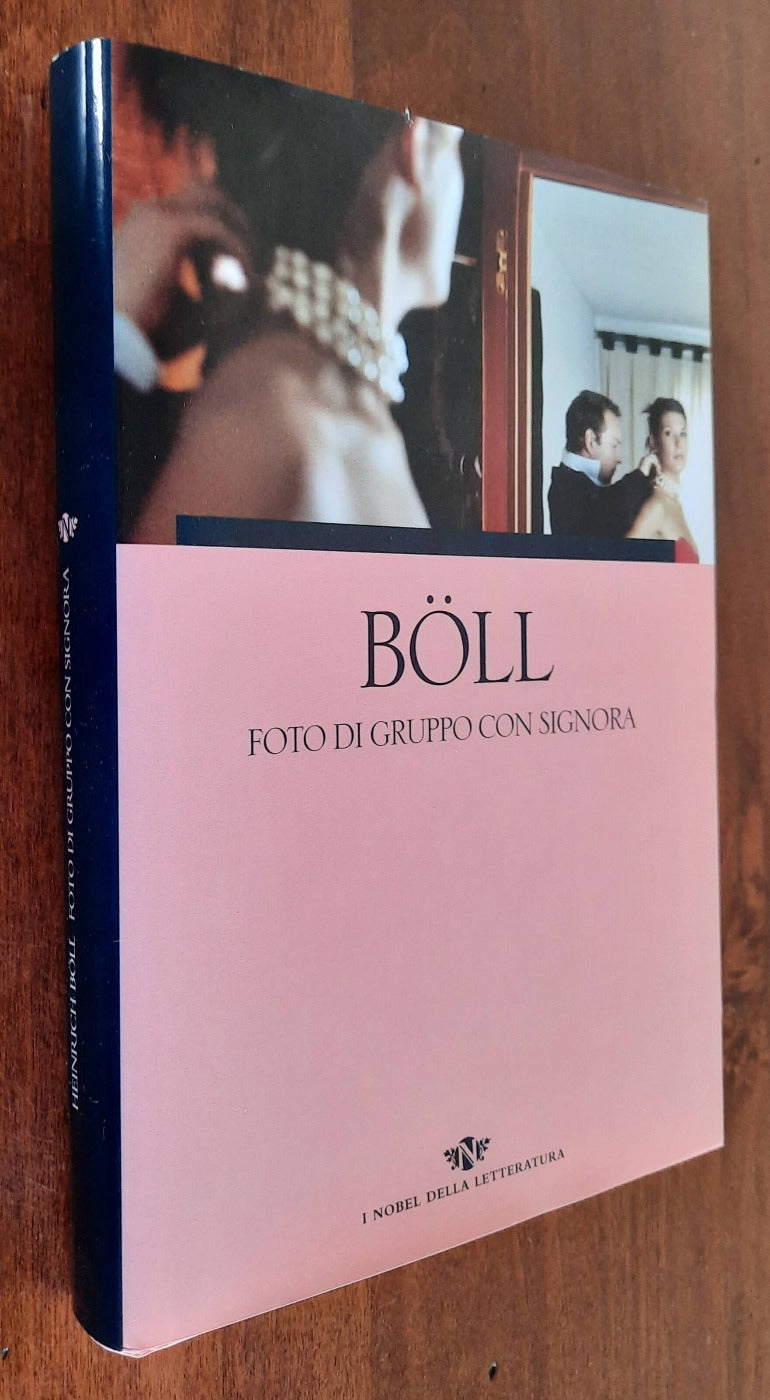 BÖLL
FOTO DI GRUPPO CON SIGNORA
N
I NOBEL DELLA LETTERATURA
HEINRICH BÖLL FOTO DI GRUPPO CON SIGNORA
N